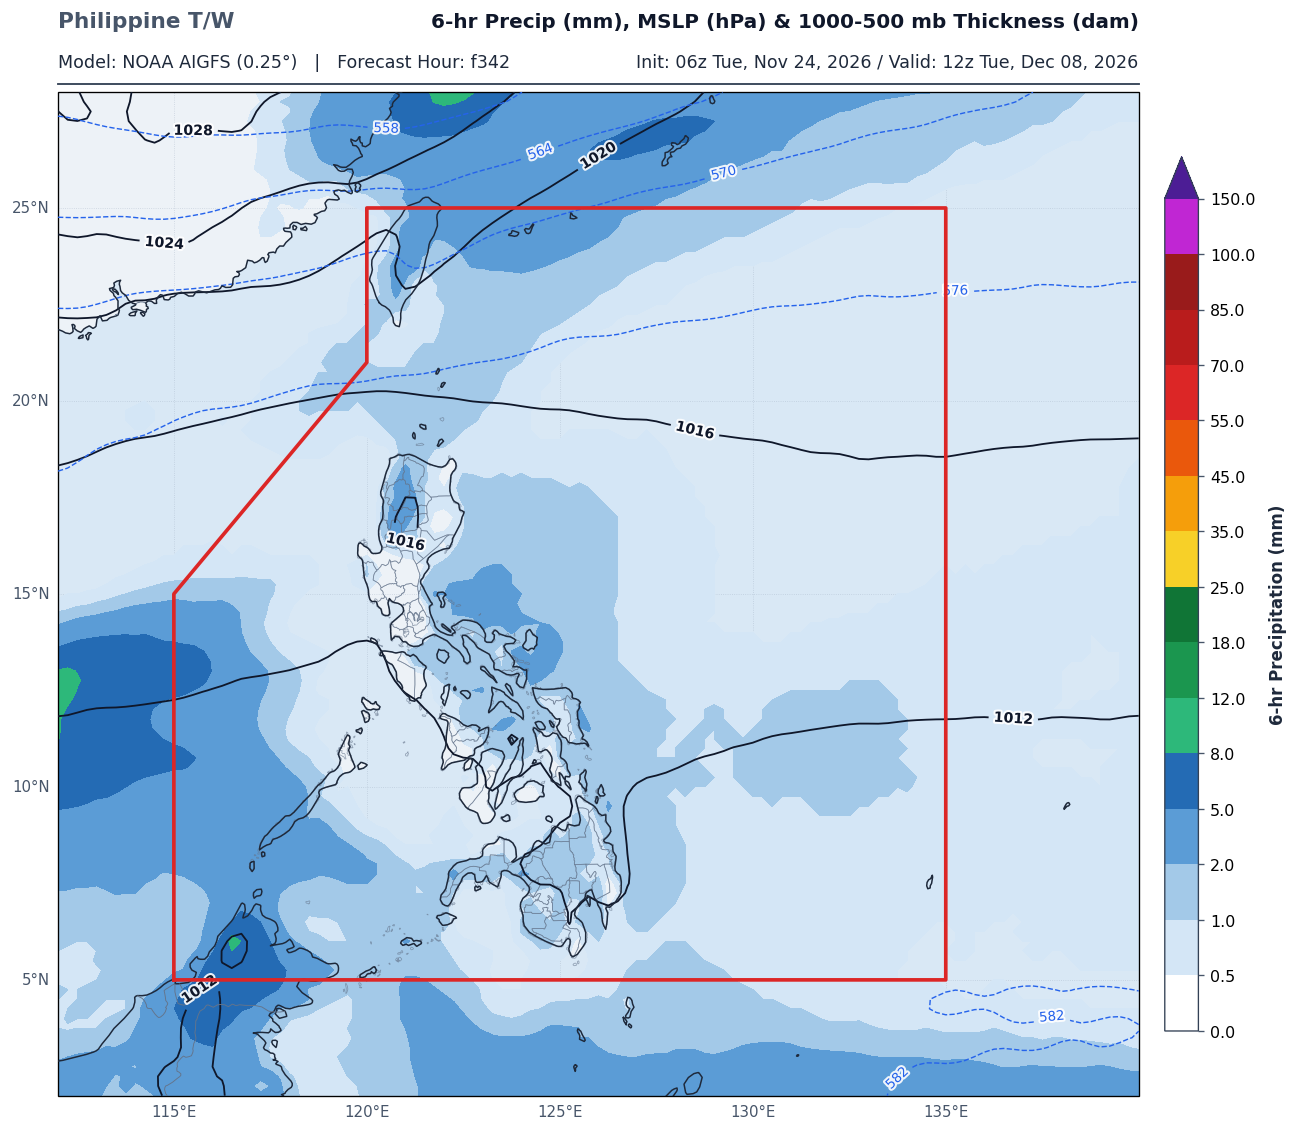 Philippine T/W
6-hr Precip (mm), MSLP (hPa) & 1000-500 mb Thickness (dam)
Model: NOAA AIGFS (0.25°) | Forecast Hour: f342
Init: 06z Tue, Nov 24, 2026 / Valid: 12z Tue, Dec 08, 2026
1028
558
564
1020
570
25°N
1024
576
20°N
1016
1016
15°N
1012
10°N
5°N
1012
582
582
115°E
120°E
125°E
130°E
135°E
150.0
100.0
85.0
70.0
55.0
45.0
35.0
25.0
18.0
12.0
8.0
5.0
2.0
1.0
0.5
0.0
6-hr Precipitation (mm)